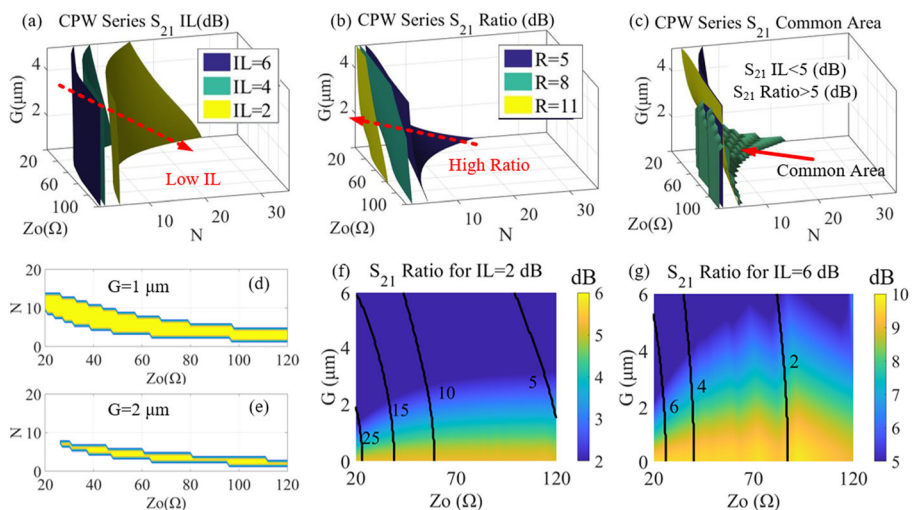 (a) CPW Series S21 IL(dB)
G(μm)
4
2
20
60
100
Zo(Ω)
10
20
30
N
IL=6
IL=4
IL=2
Low IL
(b) CPW Series S21 Ratio (dB)
G(μm)
4
2
20
60
100
Zo(Ω)
10
20
30
N
R=5
R=8
R=11
High Ratio
(c) CPW Series S21 Common Area
G(μm)
4
2
20
60
100
Zo(Ω)
10
20
30
N
S21 IL<5 (dB)
S21 Ratio>5 (dB)
Common Area
G=1 μm (d)
N
20
10
0
20 40 60 80 100 120
Zo(Ω)
G=2 μm (e)
N
20
10
0
20 40 60 80 100 120
Zo(Ω)
(f) S21 Ratio for IL=2 dB
dB
G (μm)
6
4
2
0
20 70 120
Zo (Ω)
25
15
10
5
6
5
4
3
2
(g) S21 Ratio for IL=6 dB
dB
G (μm)
6
4
2
0
20 70 120
Zo (Ω)
6
4
2
10
9
8
7
6
5